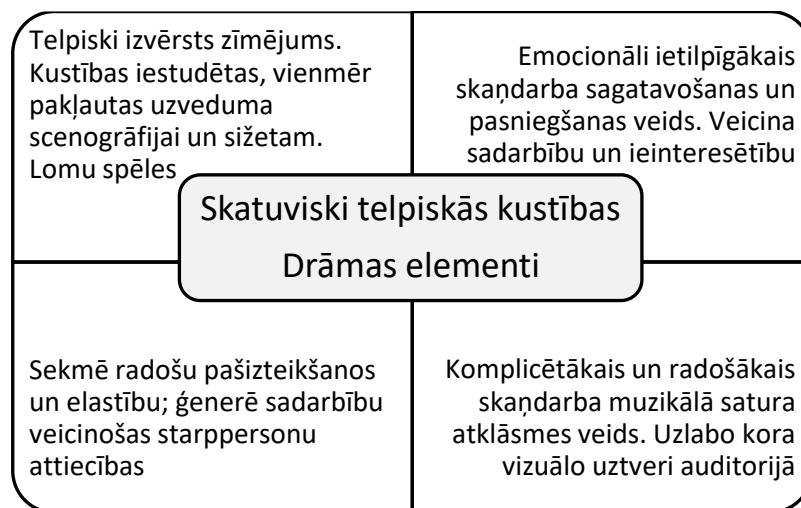 Telpiski izvērsts zīmējums.
Kustības iestudētas, vienmēr
pakļautas uzveduma
scenogrāfijai un sižetam.
Lomu spēles
Emocionāli ietilpīgākais
skaņdarba sagatavošanas un
pasniegšanas veids. Veicina
sadarbību un ieinteresētību
Skatuviski telpiskās kustības
Drāmas elementi
Sekmē radošu pašizteikšanos
un elastību; ģenerē sadarbību
veicinošas starppersonu
attiecības
Komplicētākais un radošākais
skaņdarba muzikālā satura
atklāsmes veids. Uzlabo kora
vizuālo uztveri auditorijā